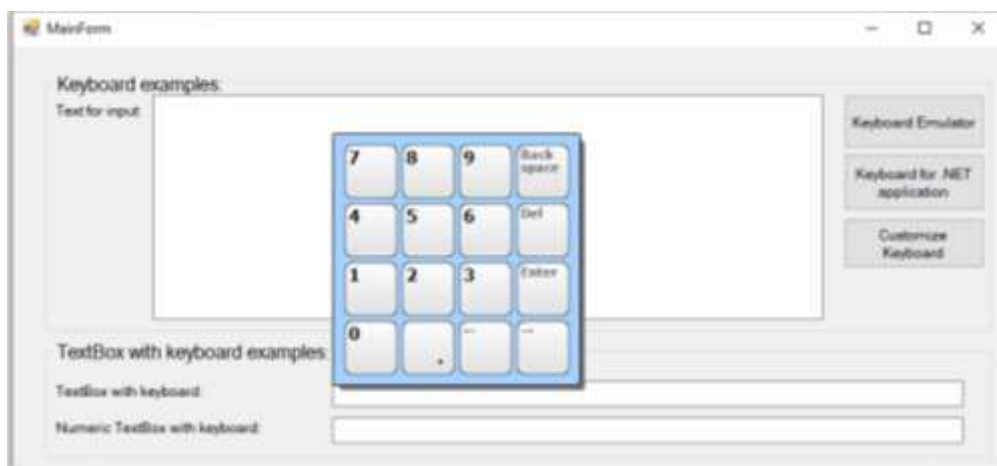 MainForm
Keyboard examples:
Text for input:
Keyboard Emulator
Keyboard for .NET
application
Customize
Keyboard
7 8 9 Back
space
4 5 6 Del
1 2 3 Enter
0 . ← →
TextBox with keyboard examples
TextBox with keyboard:
Numeric TextBox with keyboard: